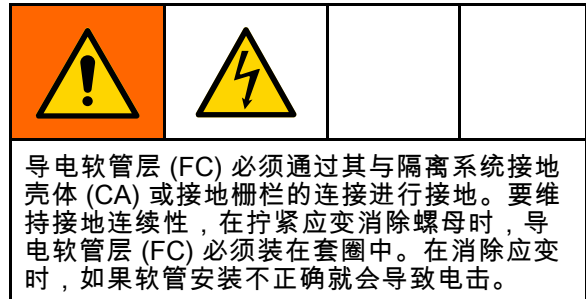 导电软管层 (FC) 必须通过其与隔离系统接地
壳体 (CA) 或接地栅栏的连接进行接地。要维
持接地连续性，在拧紧应变消除螺母时，导
电软管层 (FC) 必须装在套圈中。在消除应变
时，如果软管安装不正确就会导致电击。